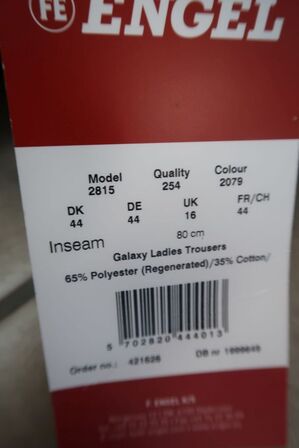 FE ENGEL
Model Quality Colour
2815 254 2079
DK DE UK FR/CH
44 44 16 44
Inseam 80 cm
Galaxy Ladies Trousers
65% Polyester (Regenerated)/35% Cotton/
5 702820 444013
Order no.: 421626 DB nr
F. ENGEL K/S